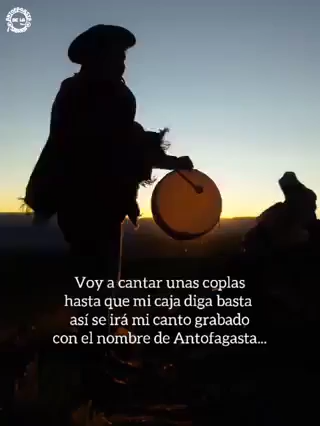 Voy a cantar unas coplas
hasta que mi caja diga basta
así se irá mi canto grabado
con el nombre de Antofagasta...